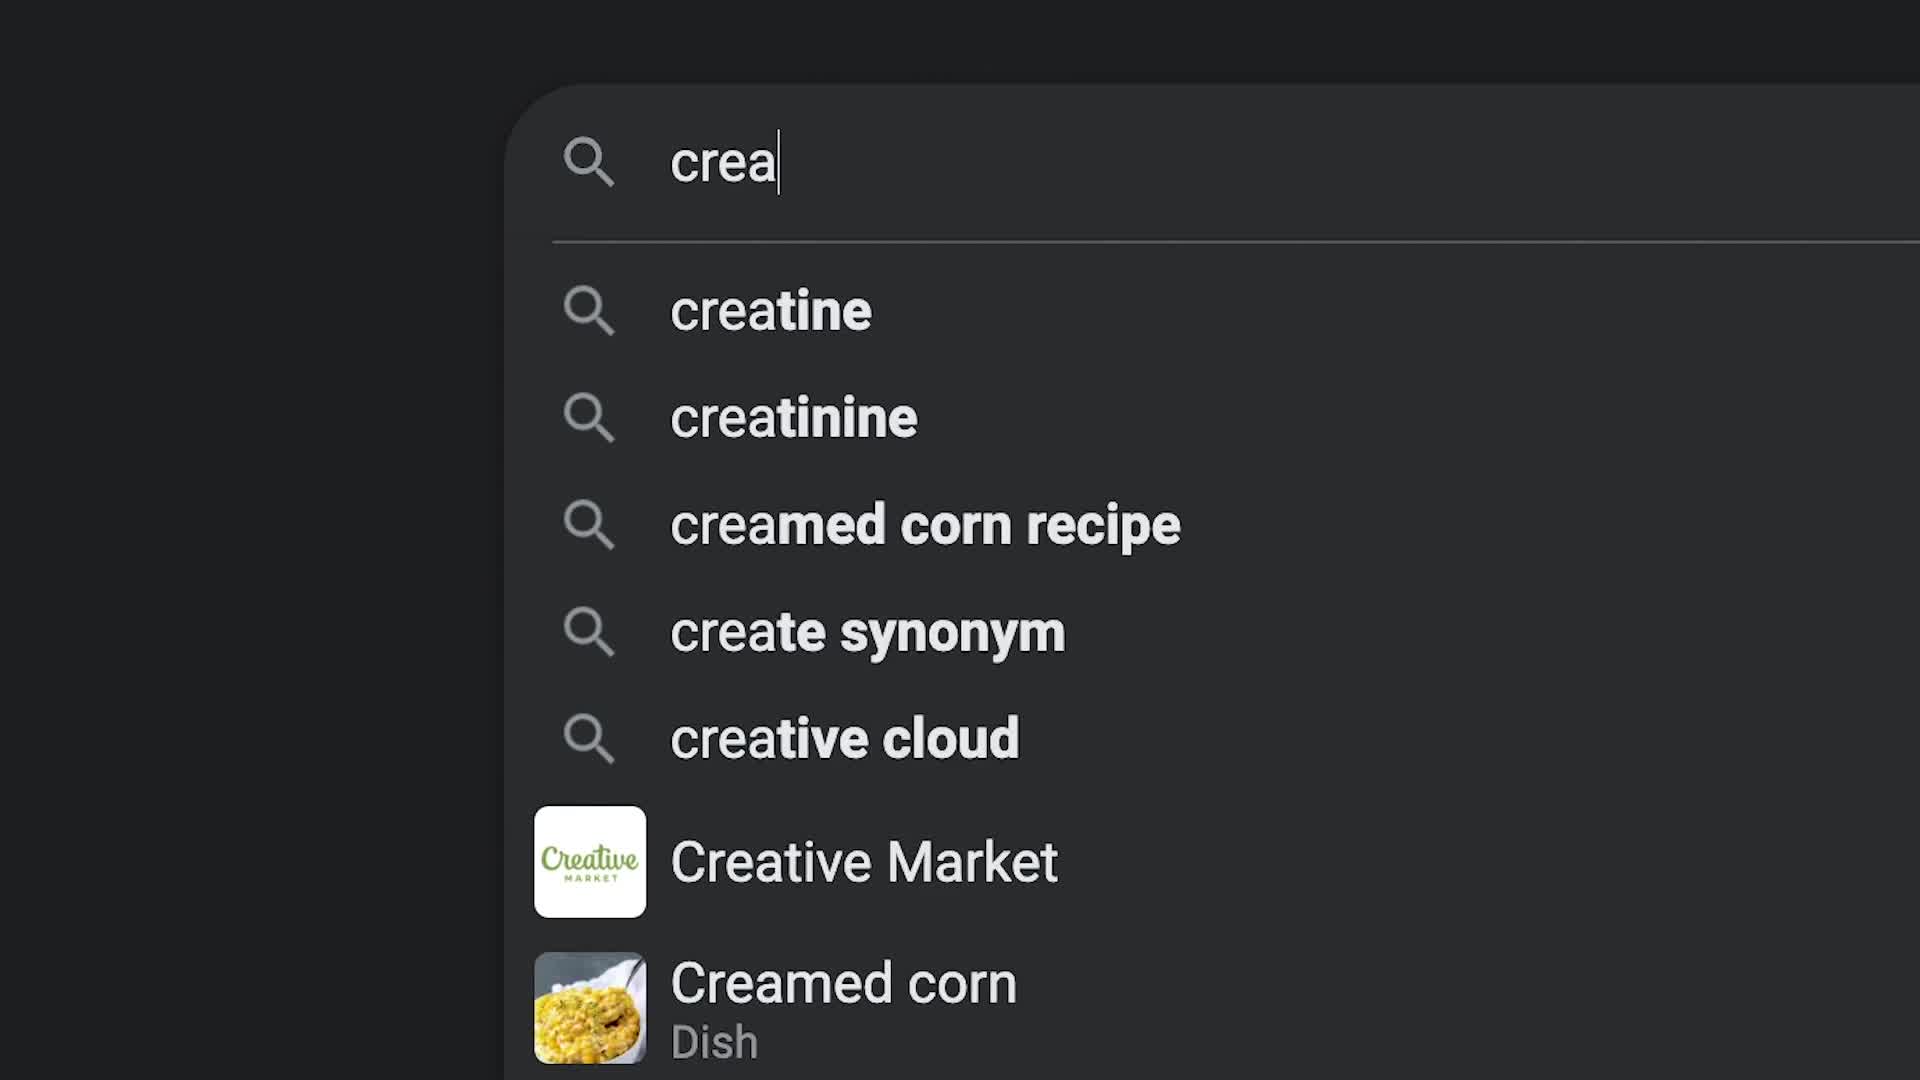 crea
creatine
creatinine
creamed corn recipe
create synonym
creative cloud
Creative
MARKET
Creative Market
Creamed corn
Dish